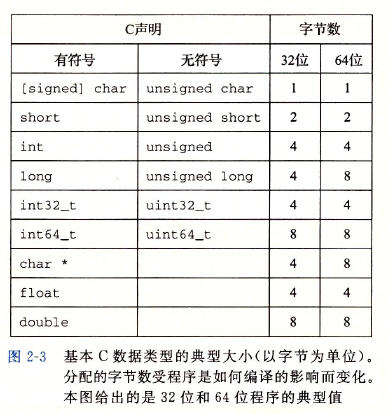 C声明 字节数
有符号 无符号 32位 64位
[signed] char unsigned char 1 1
short unsigned short 2 2
int unsigned 4 4
long unsigned long 4 8
int32_t uint32_t 4 4
int64_t uint64_t 8 8
char * 4 8
float 4 4
double 8 8
图 2-3 基本 C 数据类型的典型大小(以字节为单位)。
分配的字节数受程序是如何编译的影响而变化。
本图给出的是 32 位和 64 位程序的典型值